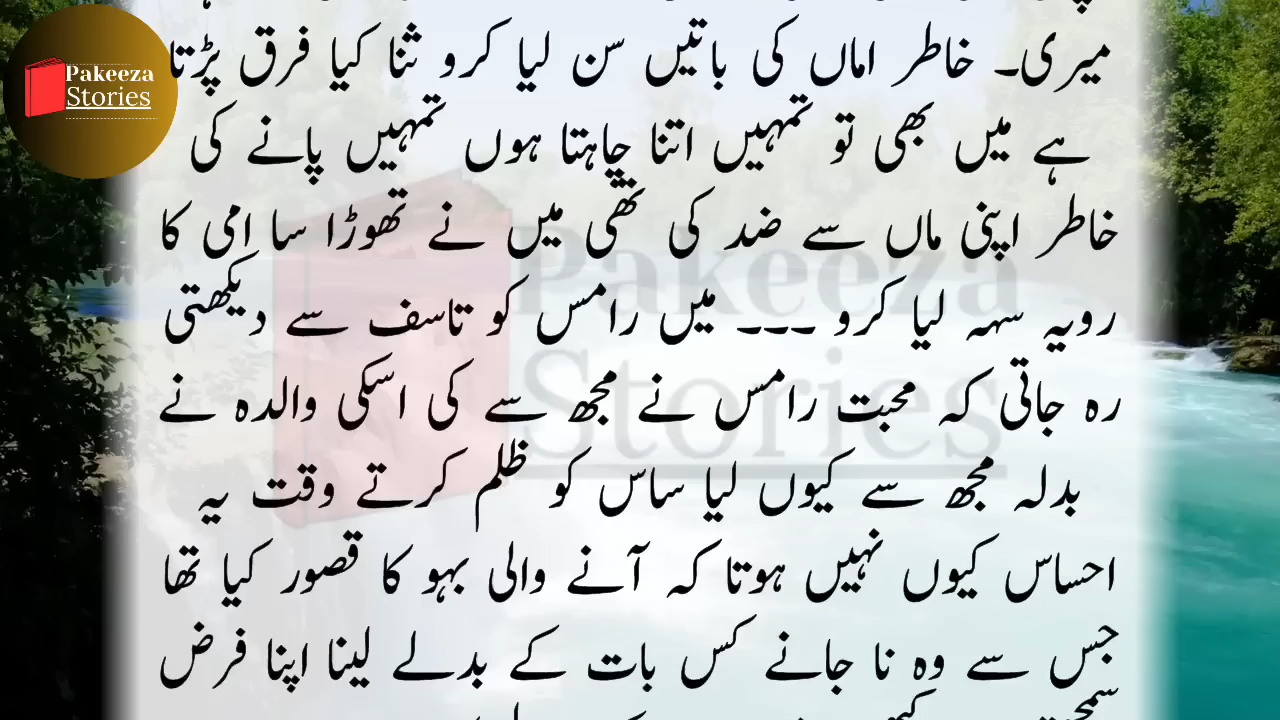 Pakeeza
Stories
میری۔ خاطر اماں کی باتیں سن لیا کرو ثنا کیا فرق پڑتا
ہے میں بھی تو تمہیں اتنا چاہتا ہوں تمہیں پانے کی
خاطر اپنی ماں سے ضد کی تھی میں نے تھوڑا سا امی کا
رویہ سہہ لیا کرو ۔۔۔ میں رامس کو تاسف سے دیکھتی
رہ جاتی کہ محبت رامس نے مجھ سے کی اسکی والدہ نے
بدلہ مجھ سے کیوں لیا ساس کو ظلم کرتے وقت یہ
احساس کیوں نہیں ہوتا کہ آنے والی بہو کا قصور کیا تھا
جس سے وہ نا جانے کس بات کے بدلے لینا اپنا فرض
Pakeeza
Stories